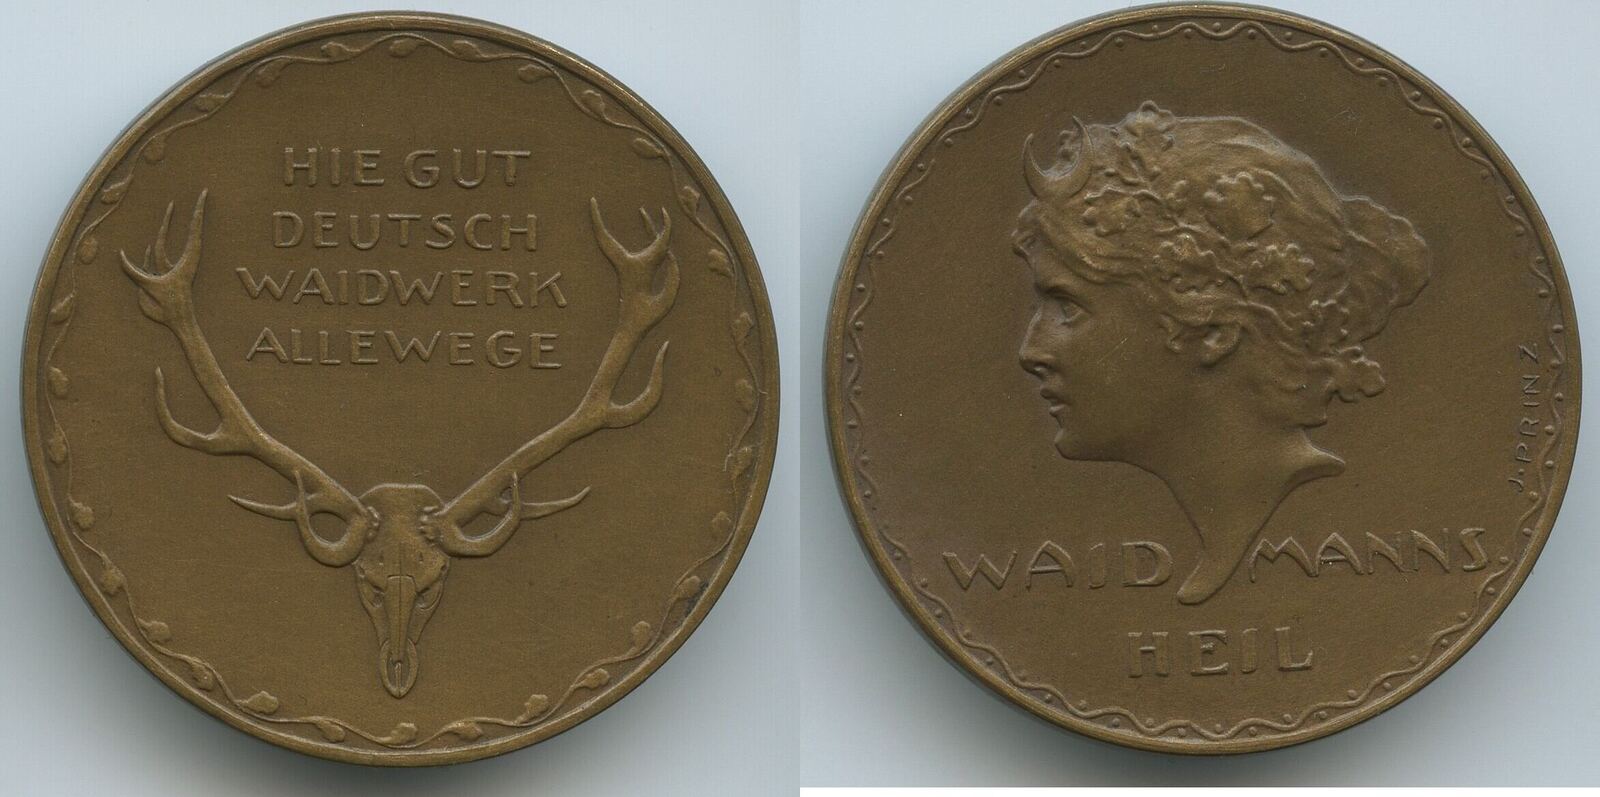 HIE GUT
DEUTSCH
WAIDWERK
ALLEWEGE
WAID MANNS
HEIL
J. PRINZ